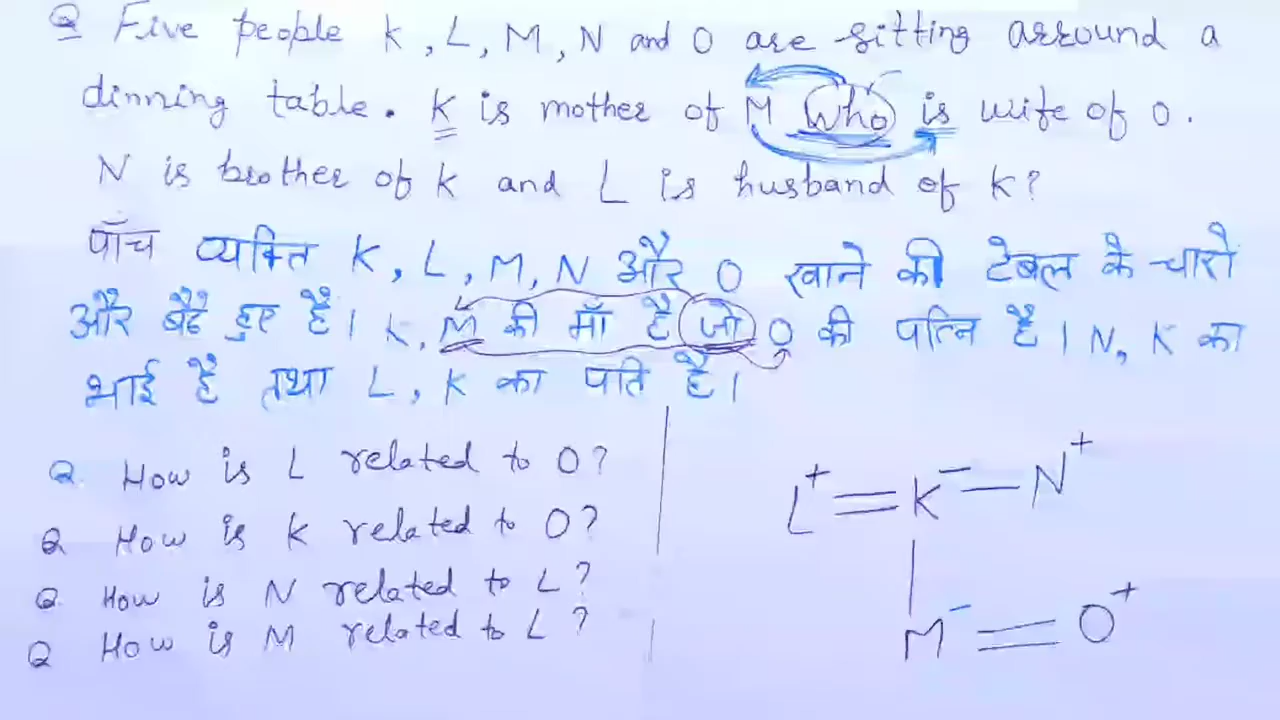 Q Five people K, L, M, N and O are sitting arround a
dinning table. K is mother of M who is wife of O.
N is brother of K and L is husband of K?
पाँच व्यक्ति K, L, M, N और O खाने की टेबल के चारो
और बैठे हुए है। K, M की माँ है जो O की पत्नि है। N, K का
भाई है तथा L, K का पति है।
Q. How is L related to O?
Q How is K related to O?
Q. How is N related to L?
Q How is M related to L?
L+ = K- — N+
M- = O+